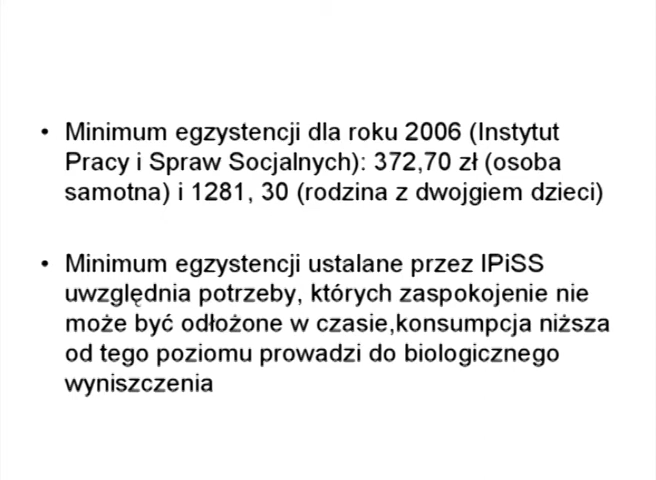 • Minimum egzystencji dla roku 2006 (Instytut
Pracy i Spraw Socjalnych): 372,70 zł (osoba
samotna) i 1281, 30 (rodzina z dwojgiem dzieci)
• Minimum egzystencji ustalane przez IPiSS
uwzględnia potrzeby, których zaspokojenie nie
może być odłożone w czasie,konsumpcja niższa
od tego poziomu prowadzi do biologicznego
wyniszczenia